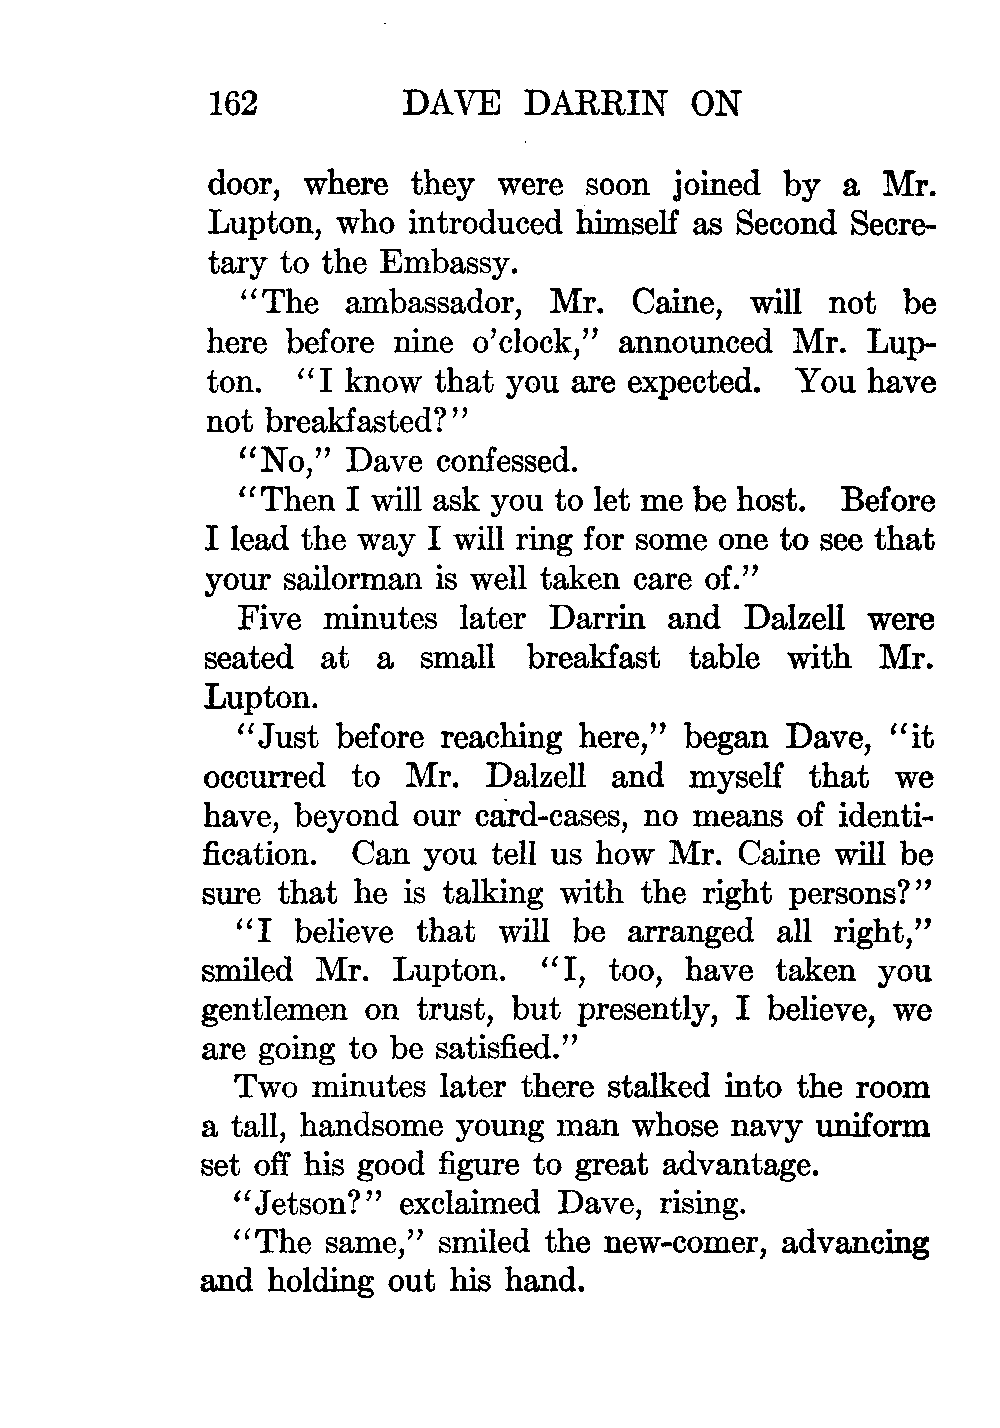 162 DAVE DARRIN ON
door, where they were soon joined by a Mr.
Lupton, who introduced himself as Second Secre-
tary to the Embassy.
“The ambassador, Mr. Caine, will not be
here before nine o’clock,” announced Mr. Lup-
ton. “I know that you are expected. You have
not breakfasted?”
“No,” Dave confessed.
“Then I will ask you to let me be host. Before
I lead the way I will ring for some one to see that
your sailorman is well taken care of.”
Five minutes later Darrin and Dalzell were
seated at a small breakfast table with Mr.
Lupton.
“Just before reaching here,” began Dave, “it
occurred to Mr. Dalzell and myself that we
have, beyond our card-cases, no means of identi-
fication. Can you tell us how Mr. Caine will be
sure that he is talking with the right persons?”
“I believe that will be arranged all right,”
smiled Mr. Lupton. “I, too, have taken you
gentlemen on trust, but presently, I believe, we
are going to be satisfied.”
Two minutes later there stalked into the room
a tall, handsome young man whose navy uniform
set off his good figure to great advantage.
“Jetson?” exclaimed Dave, rising.
“The same,” smiled the new-comer, advancing
and holding out his hand.